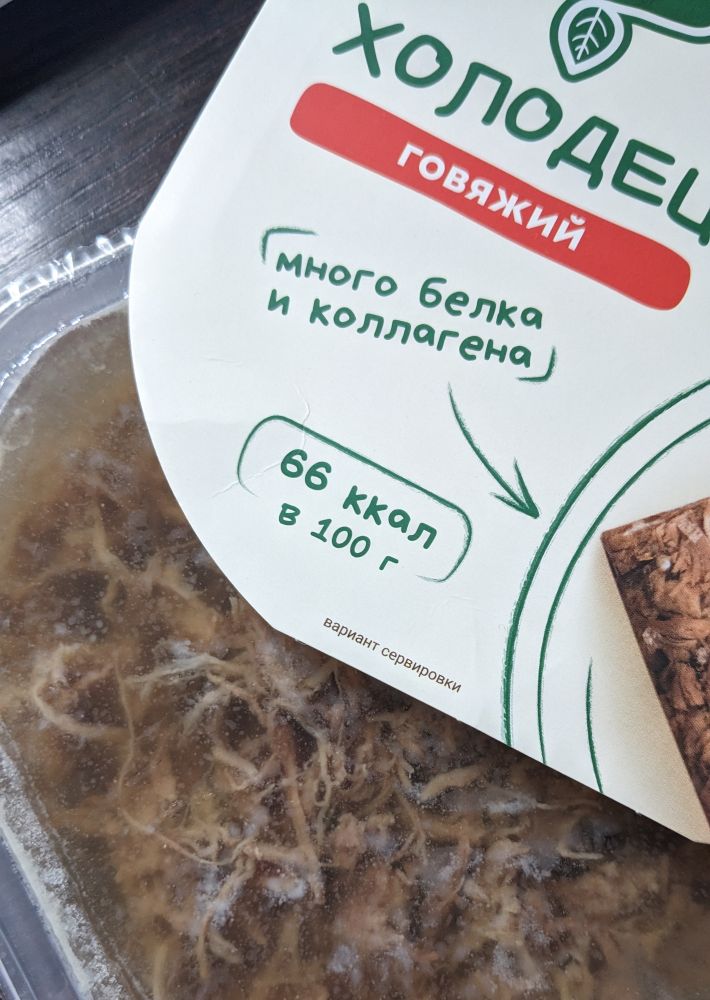 ХОЛОДЕЦ
говяжий
много белка
и коллагена
66 ккал
в 100 г
вариант сервировки